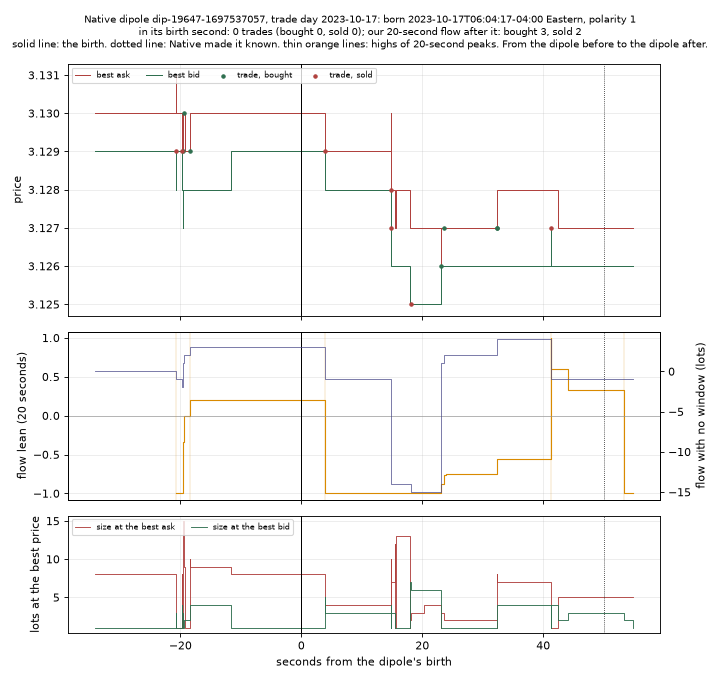 Native dipole dip-19647-1697537057, trade day 2023-10-17: born 2023-10-17T06:04:17-04:00 Eastern, polarity 1
in its birth second: 0 trades (bought 0, sold 0); our 20-second flow after it: bought 3, sold 2
solid line: the birth. dotted line: Native made it known. thin orange lines: highs of 20-second peaks. From the dipole before to the dipole after.
best ask best bid trade, bought trade, sold
3.131
3.130
3.129
3.128
3.127
3.126
3.125
price
1.0
0.5
0.0
−0.5
−1.0
flow lean (20 seconds)
0
−5
−10
−15
flow with no window (lots)
size at the best ask size at the best bid
15
10
5
lots at the best price
−20 0 20 40
seconds from the dipole's birth